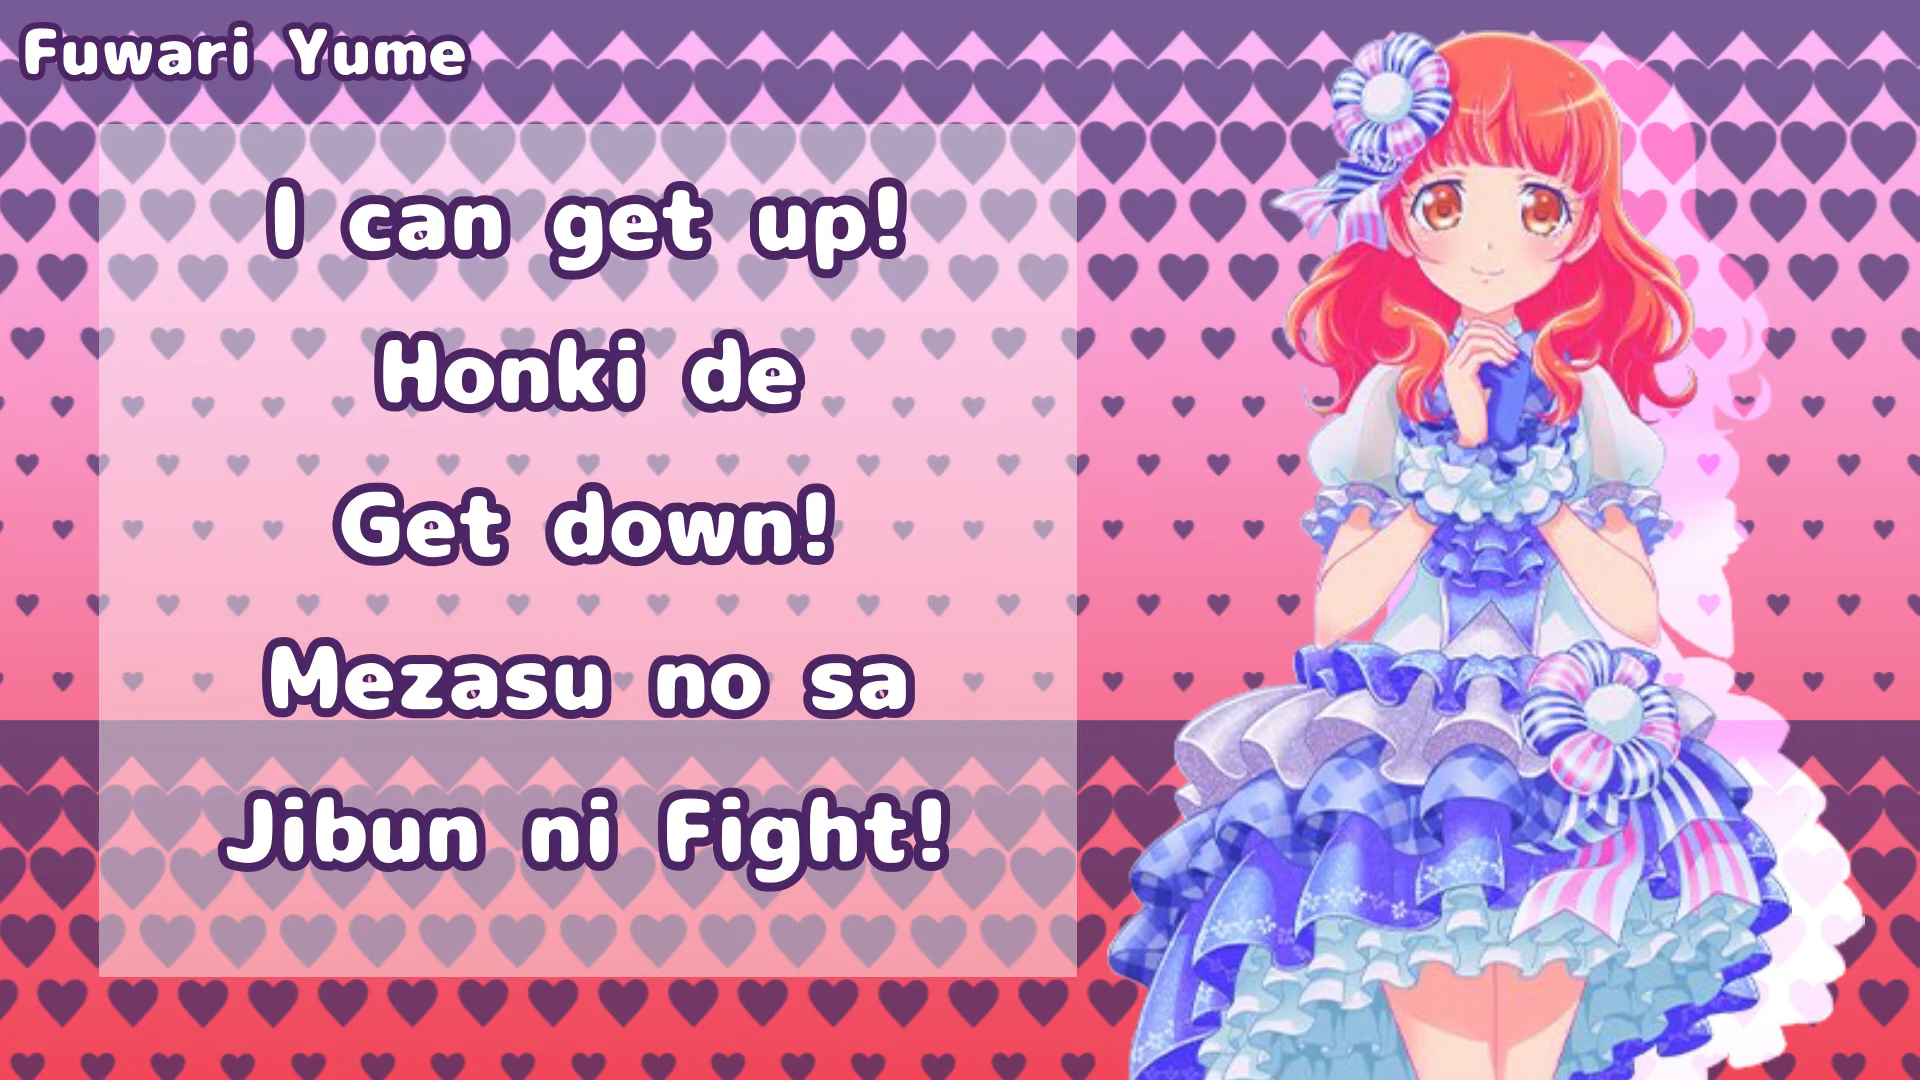 Fuwari Yume
I can get up!
Honki de
Get down!
Mezasu no sa
Jibun ni Fight!